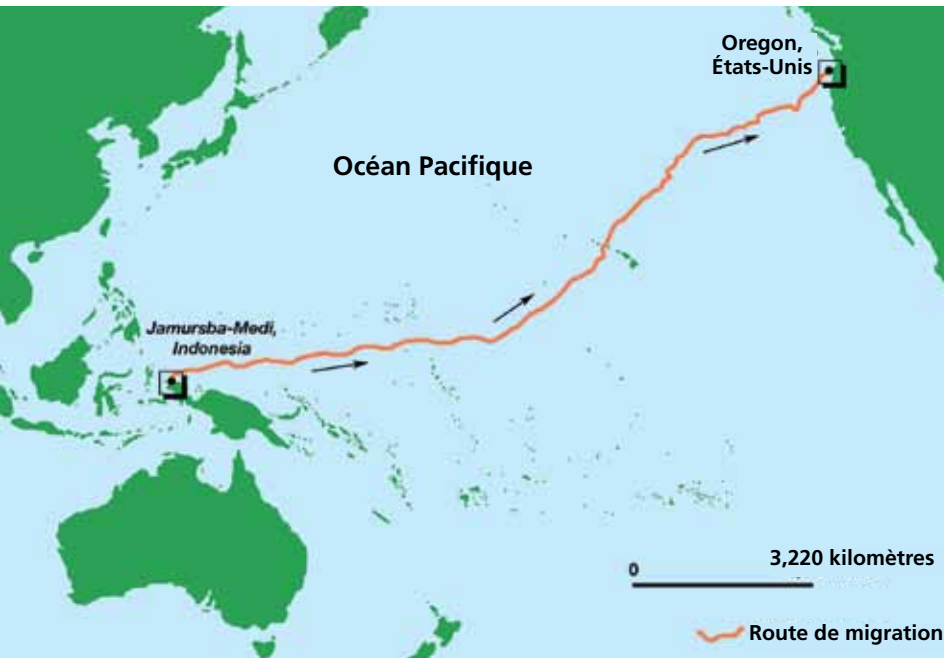 Oregon,
États-Unis
Océan Pacifique
Jamursba-Medi,
Indonesia
3,220 kilomètres
0
Route de migration